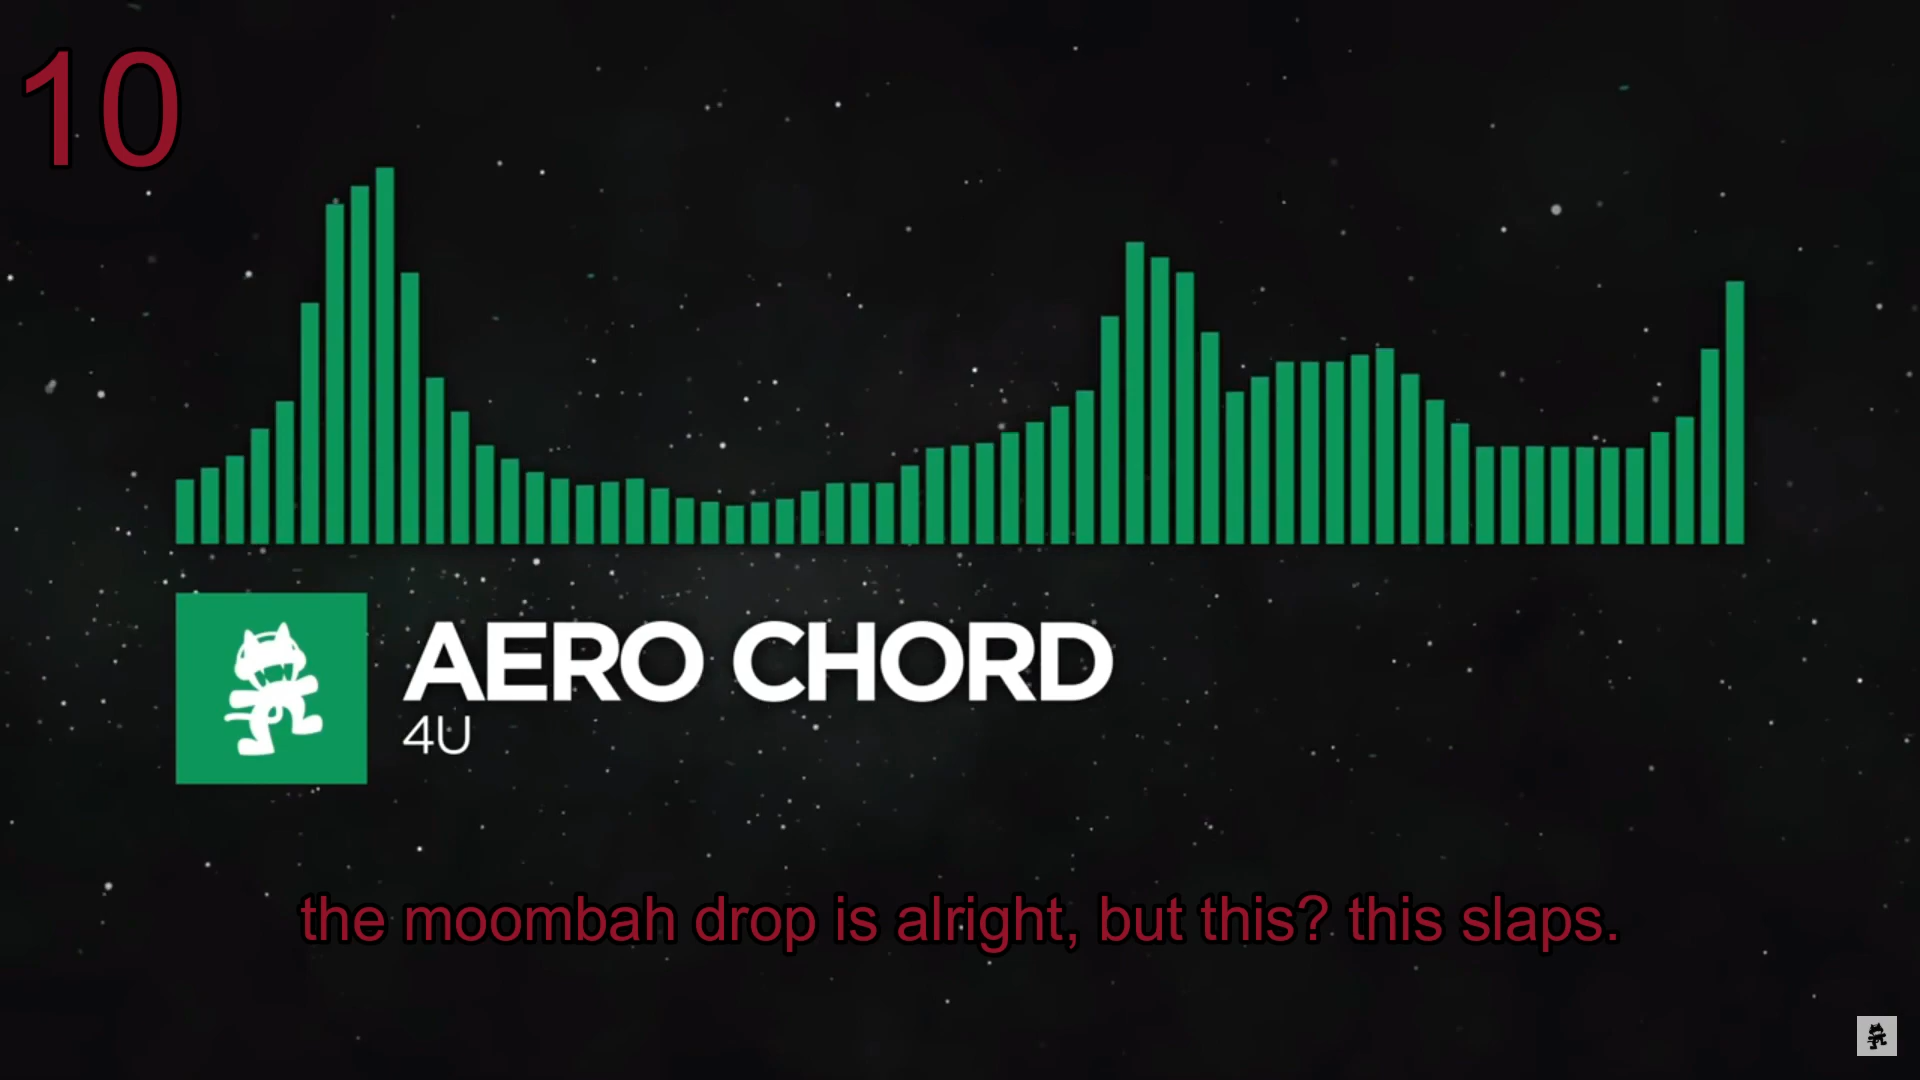 10
AERO CHORD
4U
the moombah drop is alright, but this? this slaps.